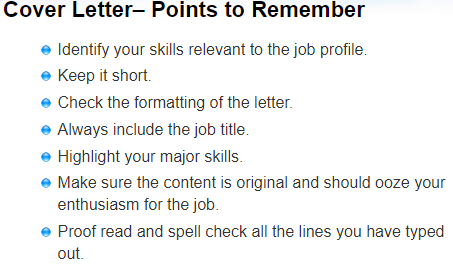 Cover Letter– Points to Remember
Identify your skills relevant to the job profile.
Keep it short.
Check the formatting of the letter.
Always include the job title.
Highlight your major skills.
Make sure the content is original and should ooze your
enthusiasm for the job.
Proof read and spell check all the lines you have typed
out.